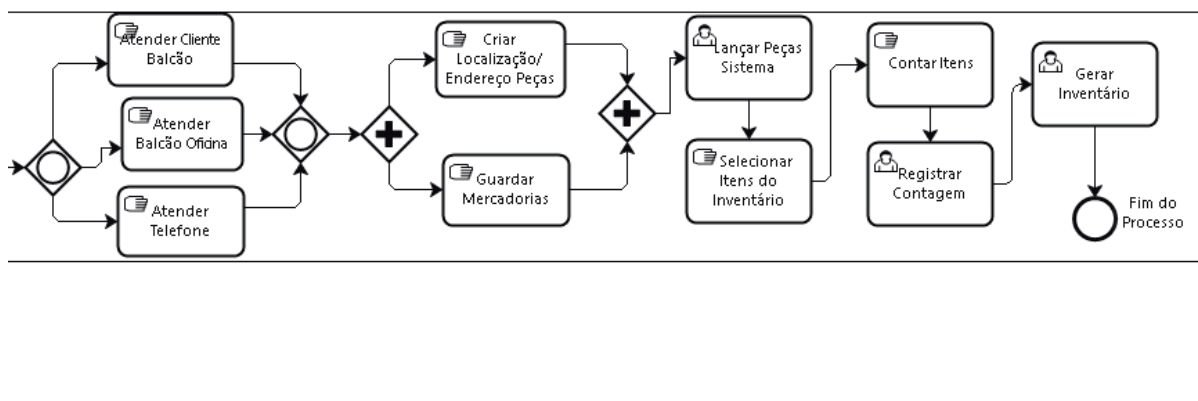 Atender Cliente
Balcão
Atender
Balcão Oficina
Atender
Telefone
Criar
Localização/
Endereço Peças
Guardar
Mercadorias
Lançar Peças
Sistema
Selecionar
Itens do
Inventário
Contar Itens
Registrar
Contagem
Gerar
Inventário
Fim do
Processo